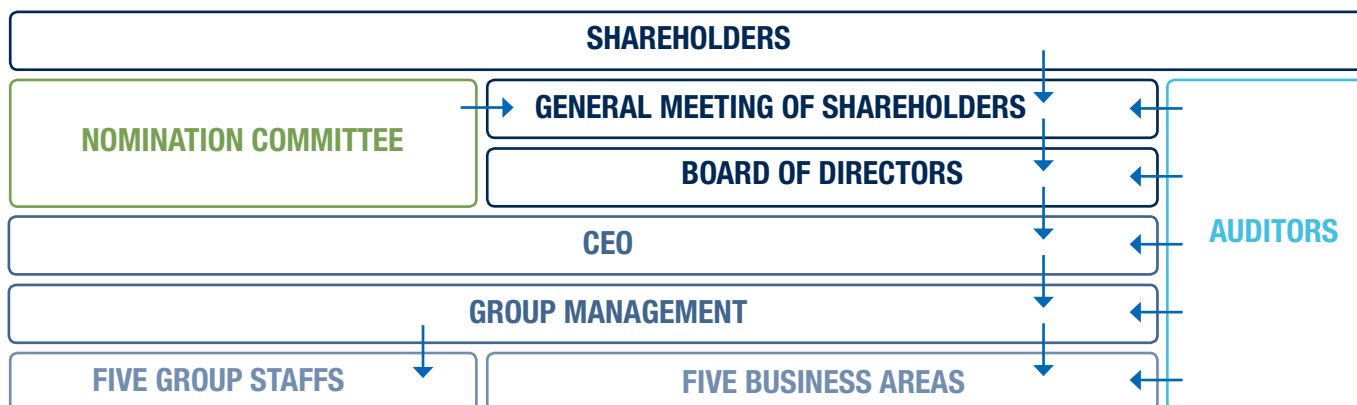 SHAREHOLDERS
GENERAL MEETING OF SHAREHOLDERS
NOMINATION COMMITTEE
BOARD OF DIRECTORS
AUDITORS
CEO
GROUP MANAGEMENT
FIVE GROUP STAFFS
FIVE BUSINESS AREAS